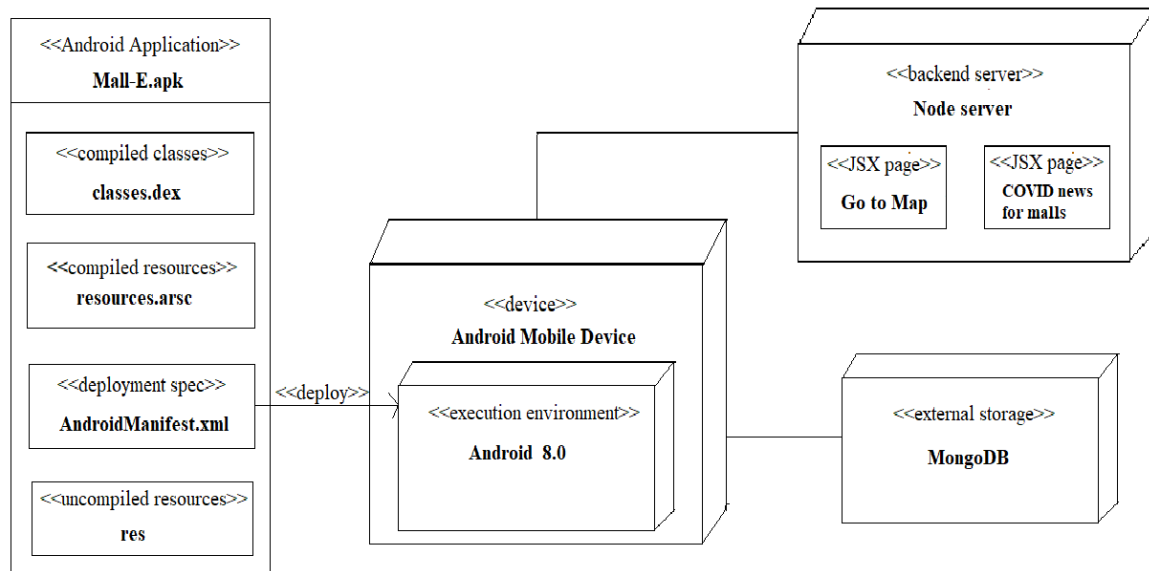 <<Android Application>>
Mall-E.apk
<<compiled classes>>
classes.dex
<<compiled resources>>
resources.arsc
<<deployment spec>>
AndroidManifest.xml
<<uncompiled resources>>
res
<<deploy>>
<<device>>
Android Mobile Device
<<execution environment>>
Android 8.0
<<backend server>>
Node server
<<JSX page>>
Go to Map
<<JSX page>>
COVID news
for malls
<<external storage>>
MongoDB